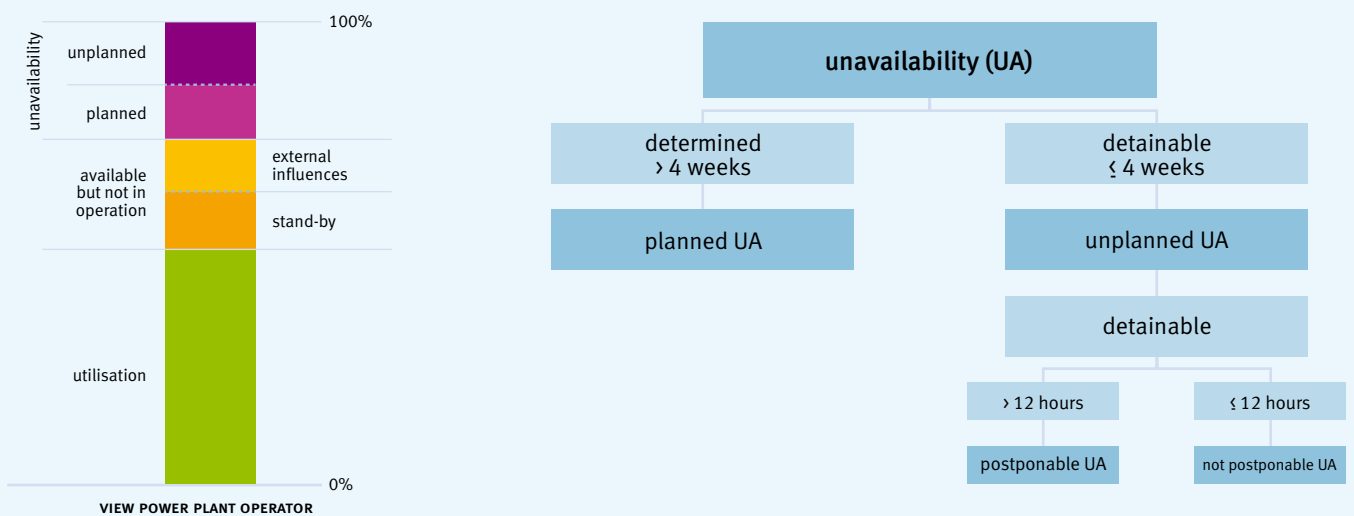 100%
unavailability
unplanned
planned
available
but not in
operation
external
influences
stand-by
utilisation
0%
VIEW POWER PLANT OPERATOR
unavailability (UA)
determined
> 4 weeks
detainable
≤ 4 weeks
planned UA
unplanned UA
detainable
> 12 hours
≤ 12 hours
postponable UA
not postponable UA